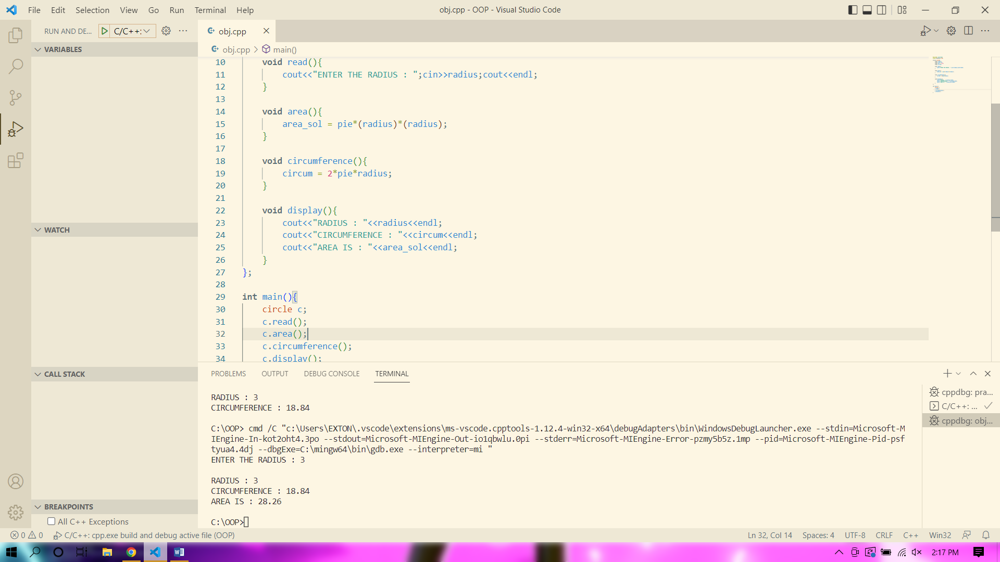 File Edit Selection View Go Run Terminal Help
obj.cpp - OOP - Visual Studio Code
RUN AND DE... C/C++: ...
obj.cpp
VARIABLES
obj.cpp > main()
10 void read(){
11 cout<<"ENTER THE RADIUS : ";cin>>radius;cout<<endl;
12 }
13
14 void area(){
15 area_sol = pie*(radius)*(radius);
16 }
17
18 void circumference(){
19 circum = 2*pie*radius;
20 }
21
22 void display(){
23 cout<<"RADIUS : "<<radius<<endl;
24 cout<<"CIRCUMFERENCE : "<<circum<<endl;
25 cout<<"AREA IS : "<<area_sol<<endl;
26 }
27 };
28
29 int main(){
30 circle c;
31 c.read();
32 c.area();
33 c.circumference();
34 c.display();
WATCH
CALL STACK
BREAKPOINTS
All C++ Exceptions
PROBLEMS OUTPUT DEBUG CONSOLE TERMINAL
RADIUS : 3
CIRCUMFERENCE : 18.84
C:\OOP> cmd /C "c:\Users\EXTON\.vscode\extensions\ms-vscode.cpptools-1.12.4-win32-x64\debugAdapters\bin\WindowsDebugLauncher.exe --stdin=Microsoft-M
IEngine-In-kot2oht4.3po --stdout=Microsoft-MIEngine-Out-io1qbwlu.0pi --stderr=Microsoft-MIEngine-Error-pzmy5b5z.1mp --pid=Microsoft-MIEngine-Pid-psf
tyua4.4dj --dbgExe=C:\mingw64\bin\gdb.exe --interpreter=mi "
ENTER THE RADIUS : 3
RADIUS : 3
CIRCUMFERENCE : 18.84
AREA IS : 28.26
C:\OOP>
cppdbg: pra...
C/C++: ...
cppdbg: obj...
0 0 C/C++: cpp.exe build and debug active file (OOP)
Ln 32, Col 14 Spaces: 4 UTF-8 CRLF C++ Win32
2:17 PM